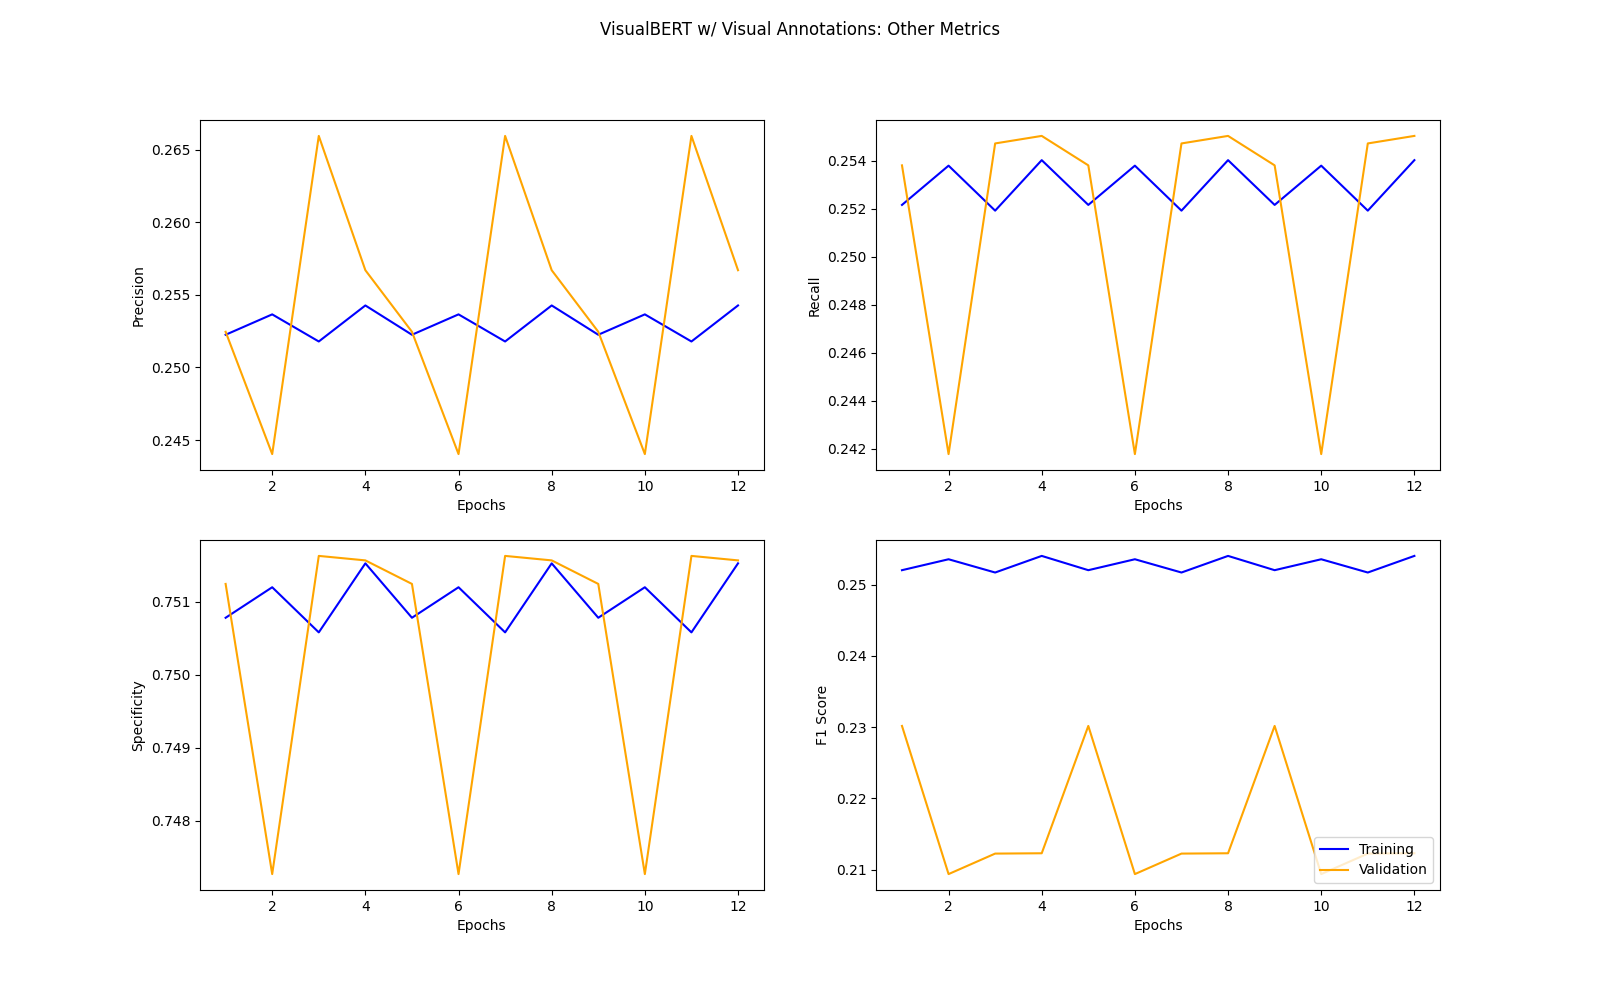 VisualBERT w/ Visual Annotations: Other Metrics
Precision
0.265
0.260
0.255
0.250
0.245
2 4 6 8 10 12
Epochs
Recall
0.254
0.252
0.250
0.248
0.246
0.244
0.242
2 4 6 8 10 12
Epochs
Specificity
0.751
0.750
0.749
0.748
2 4 6 8 10 12
Epochs
F1 Score
0.25
0.24
0.23
0.22
0.21
Training
Validation
2 4 6 8 10 12
Epochs